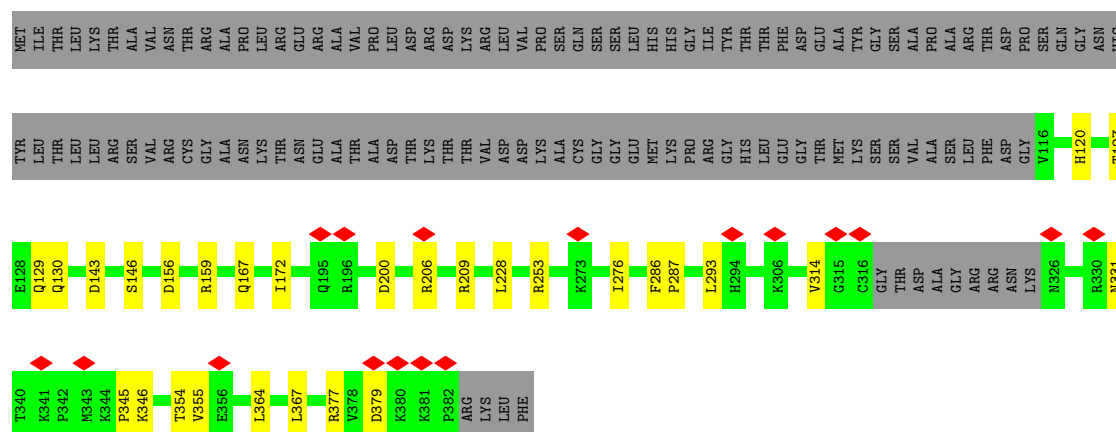 MET ILE THR LEU LYS THR ALA VAL ASN THR ARG ALA PRO LEU ARG GLU ARG ALA VAL PRO LEU ASP ARG ASP LYS ARG LEU VAL PRO SER GLN SER SER LEU HIS HIS GLY ILE TYR THR THR PHE ASP GLU ALA TYR GLY SER ALA PRO ALA ARG THR ASP PRO SER GLN GLY ASN HIS
TYR LEU THR LEU LEU ARG SER VAL ARG CYS GLY ALA ASN LYS THR ASN GLU ALA THR ALA ASP THR LYS THR THR VAL ASP ASP LYS ALA CYS GLY GLY GLU MET LYS PRO ARG GLY HIS LEU GLU GLY THR MET LYS SER SER VAL ALA SER LEU PHE ASP GLY V116 H120 T127
E128 Q129 Q130 D143 S146 D156 R159 Q167 I172 Q195 R196 D200 R206 R209 L228 R253 K273 I276 F286 P287 L293 H294 K306 V314 G315 C316 GLY THR ASP ALA GLY ARG ARG ASN LYS N326 R330 N331
T340 K341 P342 M343 K344 P345 K346 T354 V355 E356 L364 L367 R377 V378 D379 K380 K381 P382 ARG LYS LEU PHE